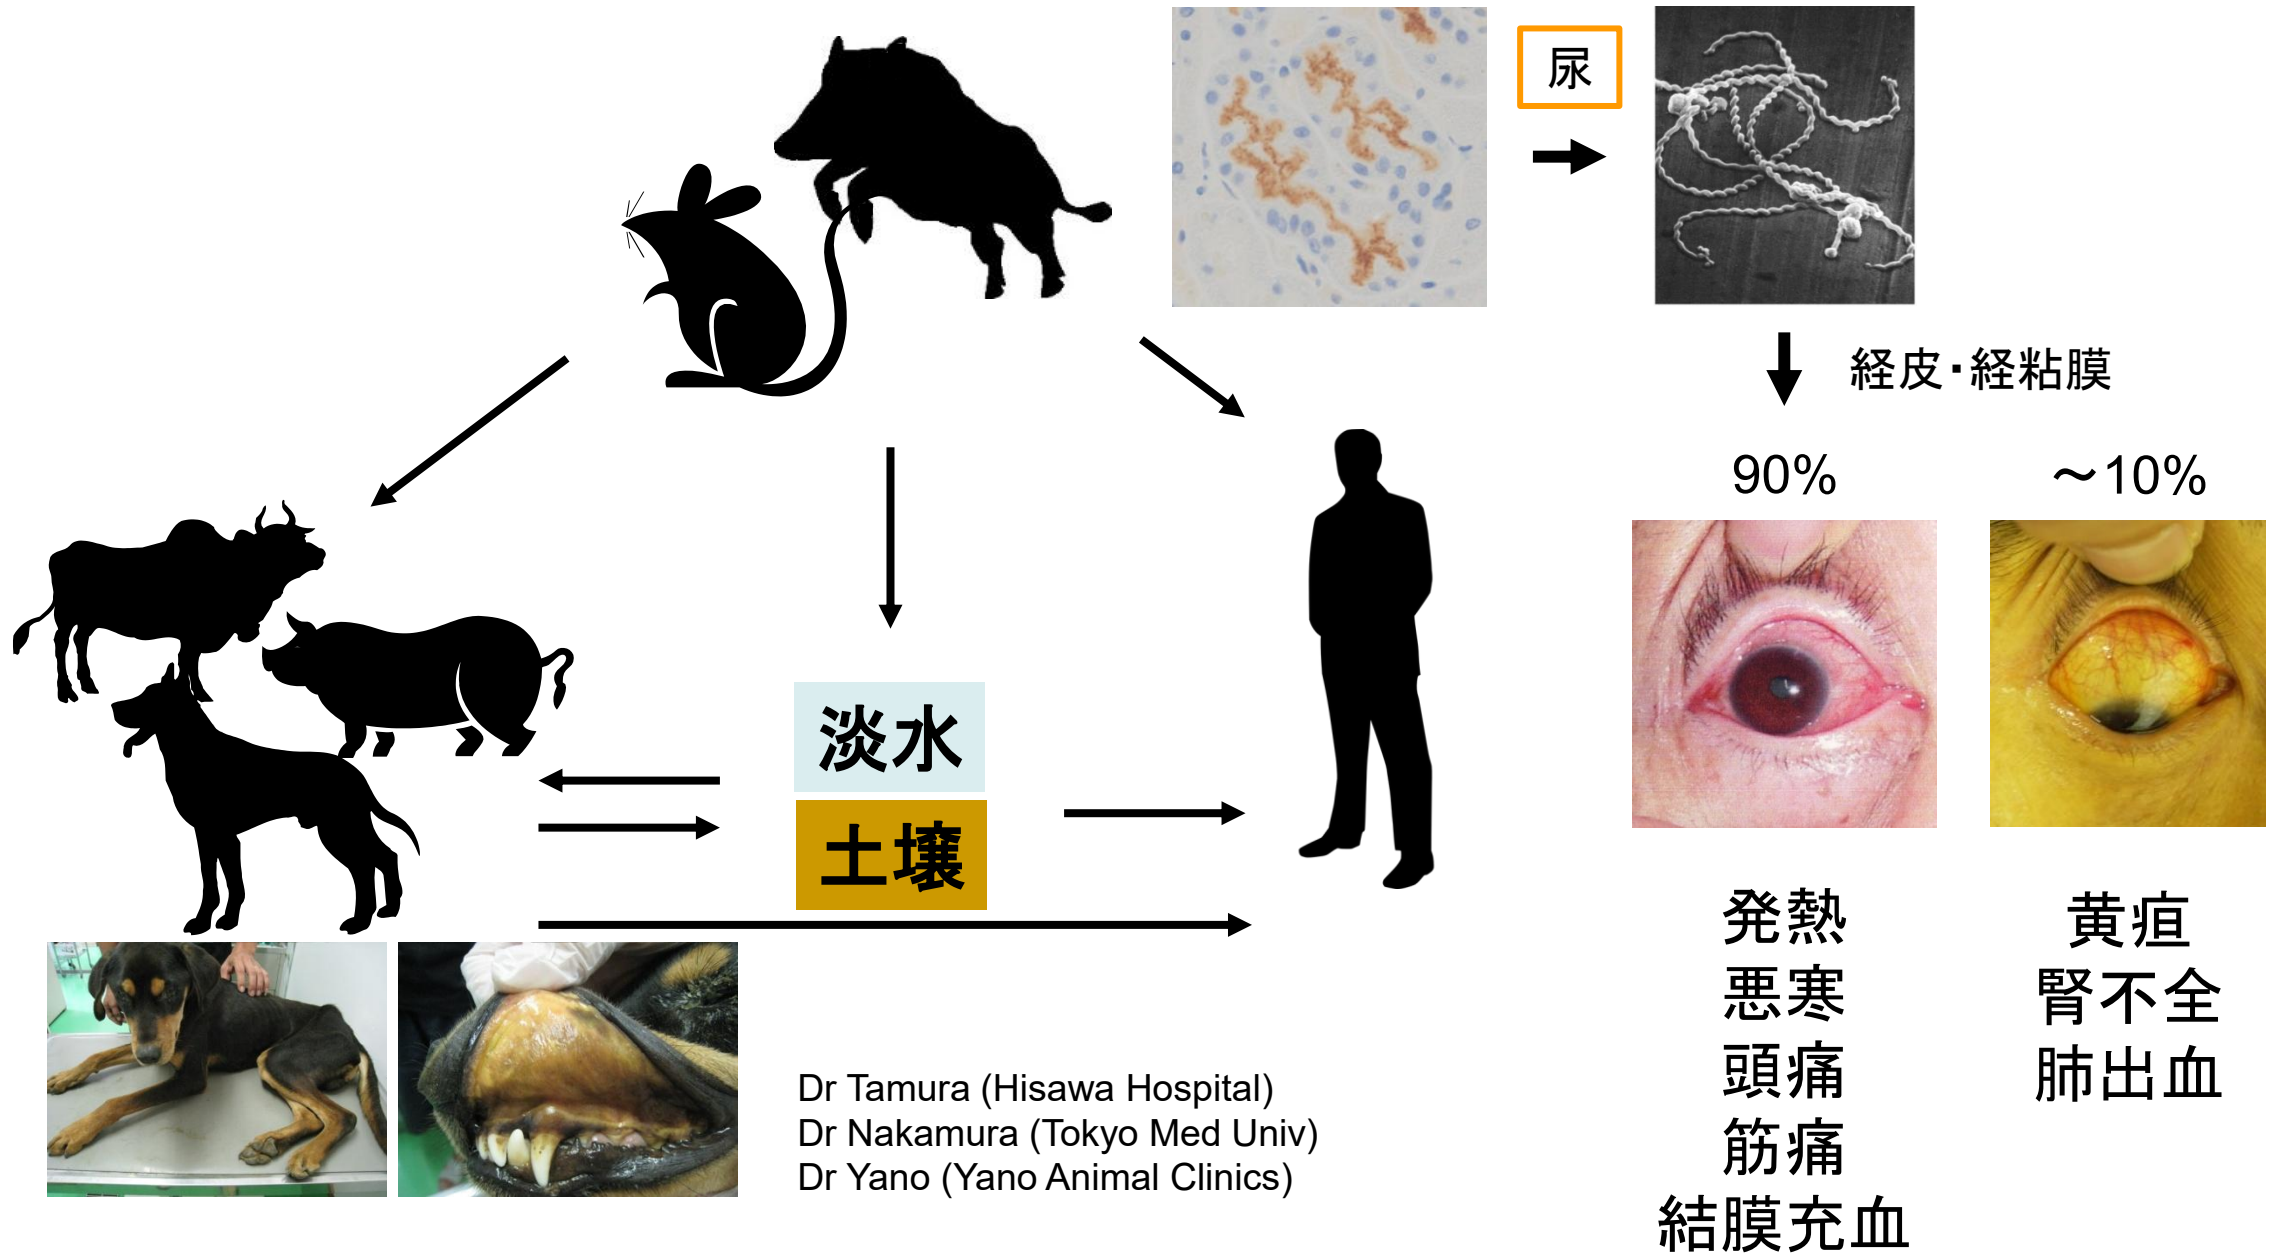 尿
経皮・経粘膜
90%
～10%
淡水
土壌
発熱
悪寒
頭痛
筋痛
結膜充血
黄疸
腎不全
肺出血
Dr Tamura (Hisawa Hospital)
Dr Nakamura (Tokyo Med Univ)
Dr Yano (Yano Animal Clinics)